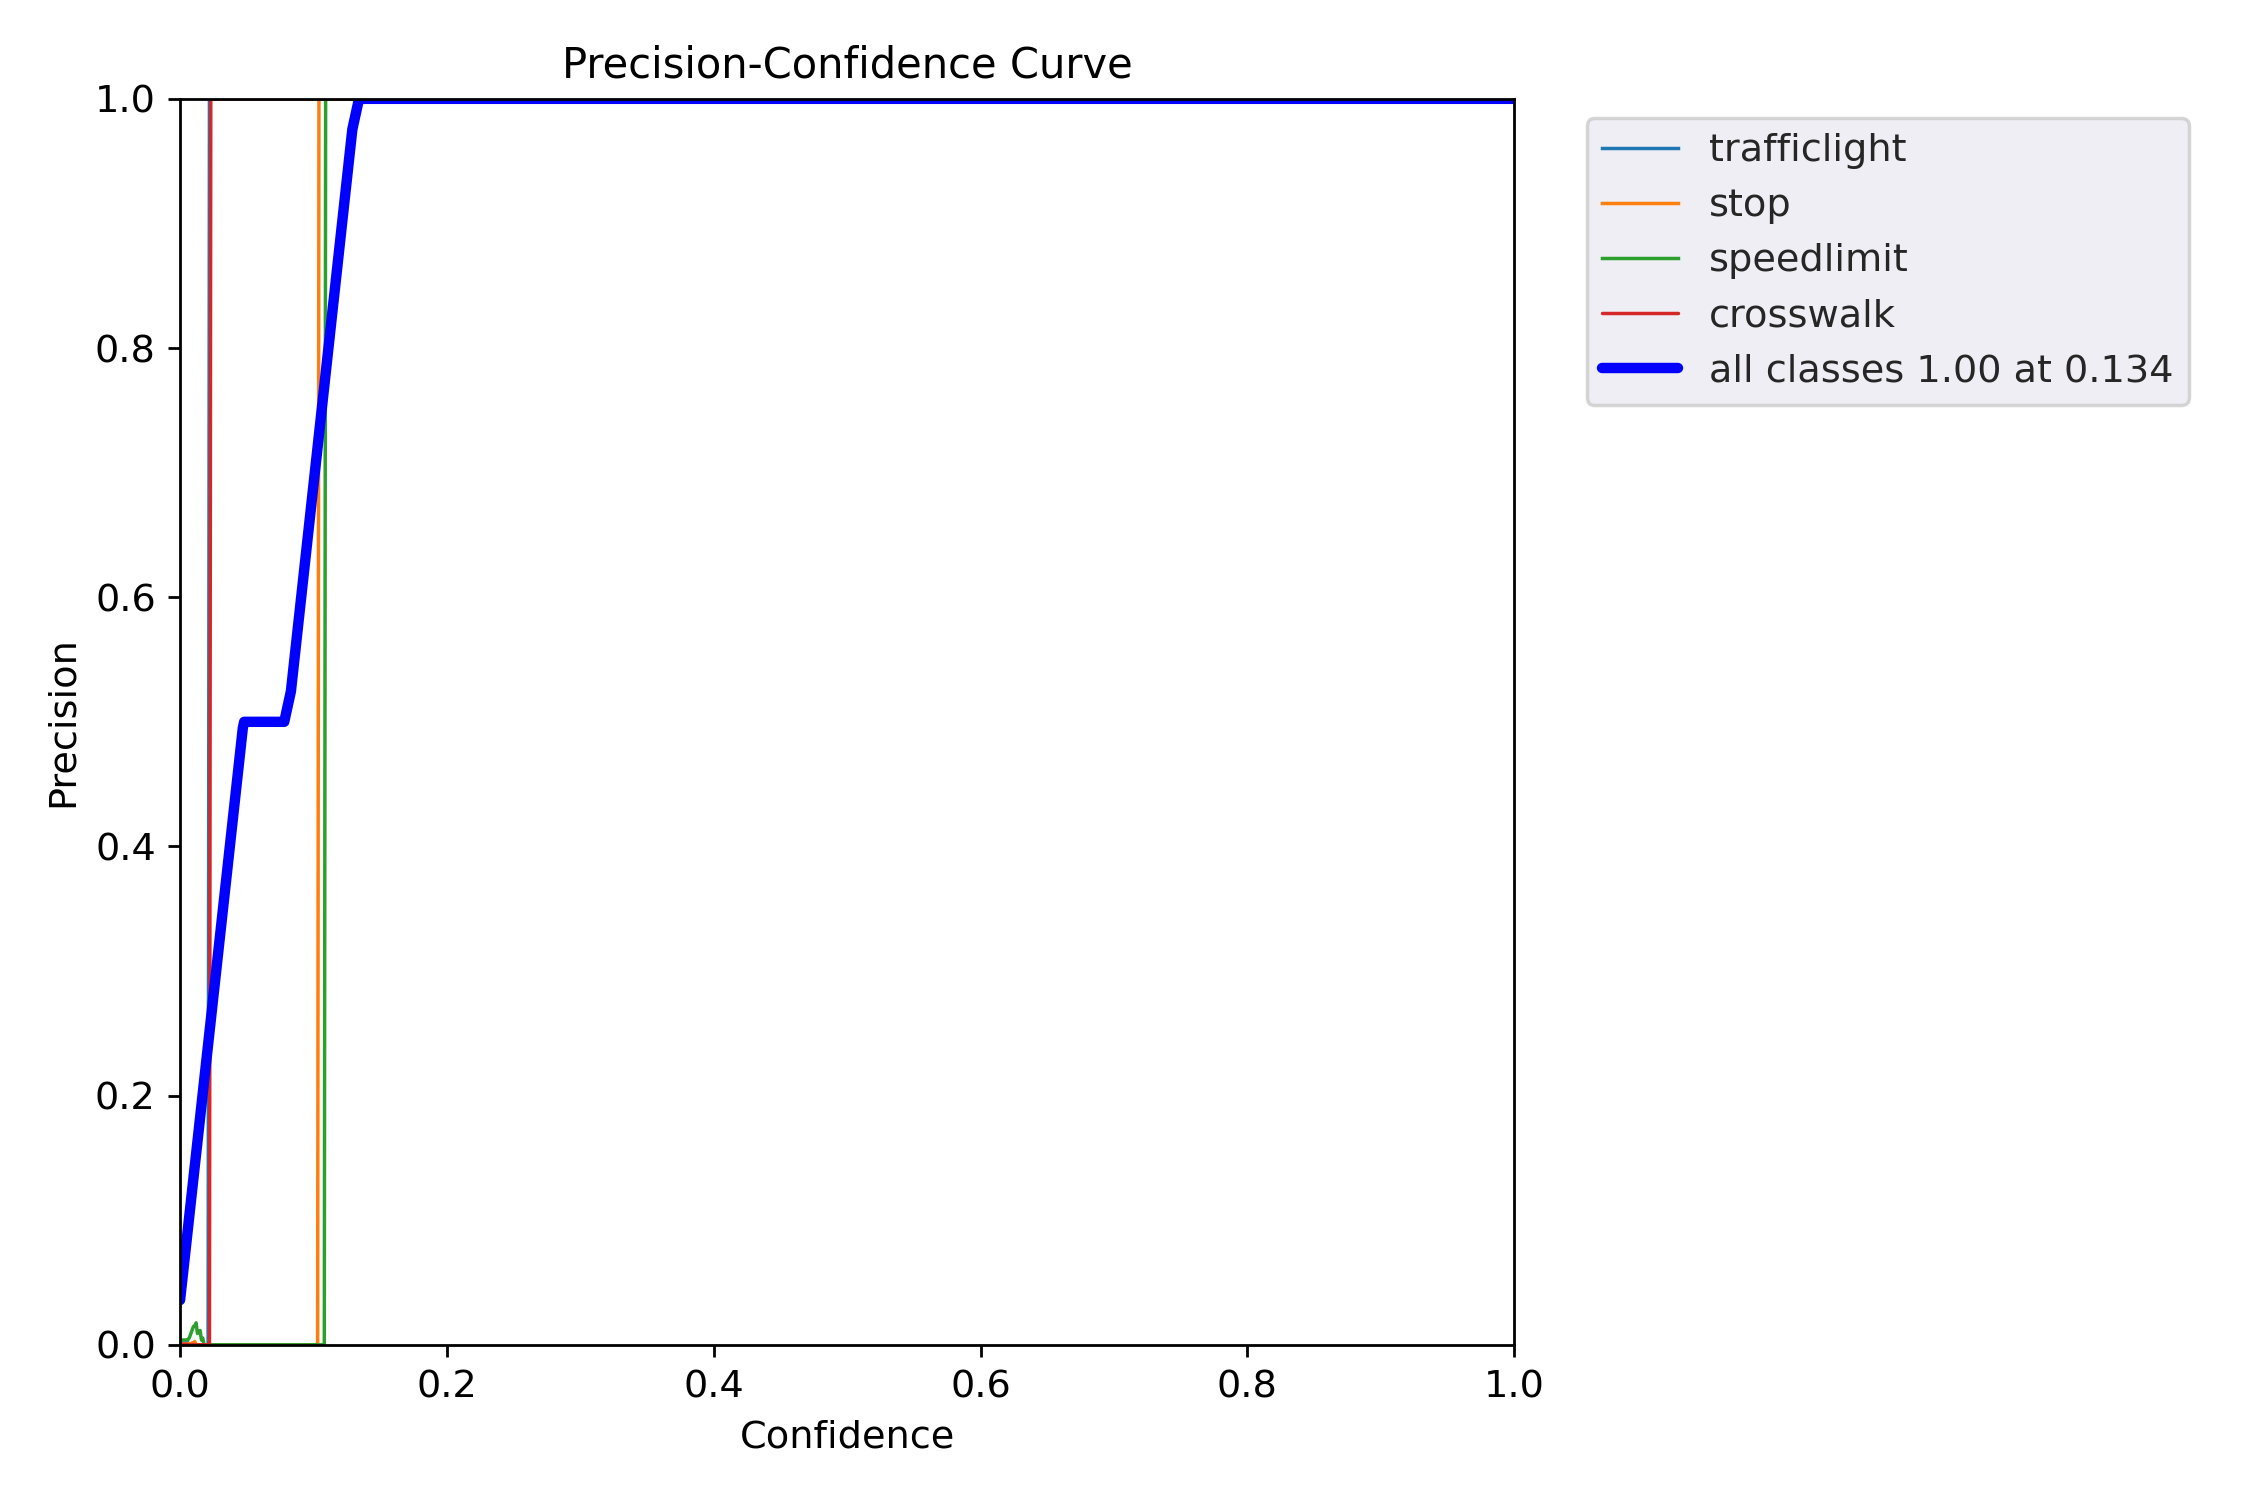 Precision-Confidence Curve
1.0
0.8
0.6
0.4
0.2
0.0
Precision
0.0 0.2 0.4 0.6 0.8 1.0
Confidence
trafficlight
stop
speedlimit
crosswalk
all classes 1.00 at 0.134